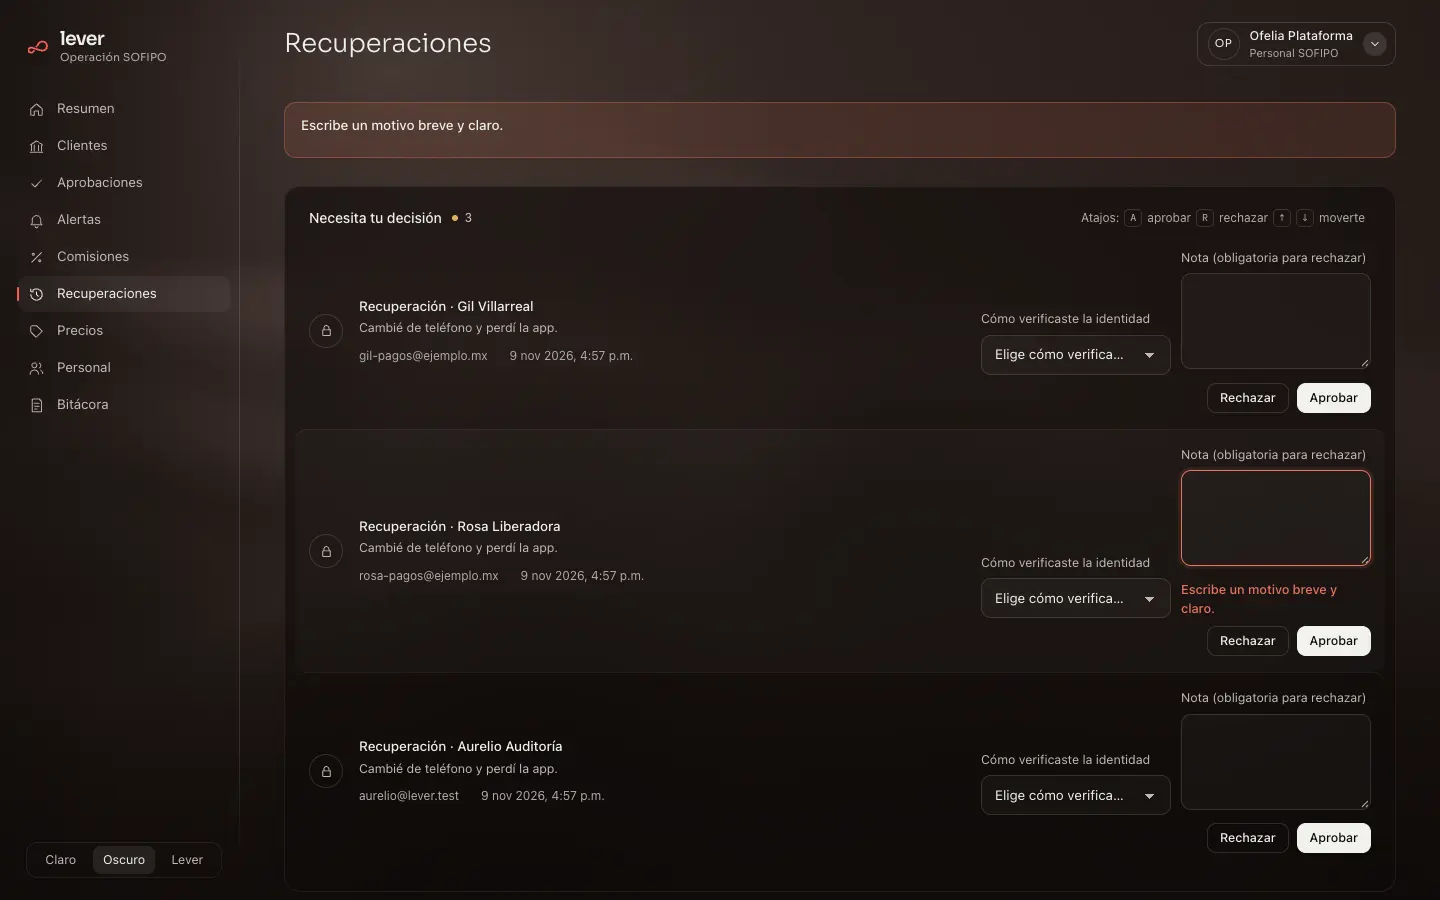 lever
Operación SOFIPO
Resumen
Clientes
Aprobaciones
Alertas
Comisiones
Recuperaciones
Precios
Personal
Bitácora
Claro Oscuro Lever
Recuperaciones
OP
Ofelia Plataforma
Personal SOFIPO
Escribe un motivo breve y claro.
Necesita tu decisión 3
Atajos: A aprobar R rechazar ↑ ↓ moverte
Recuperación · Gil Villarreal
Cambié de teléfono y perdí la app.
gil-pagos@ejemplo.mx 9 nov 2026, 4:57 p.m.
Cómo verificaste la identidad
Elige cómo verifica...
Nota (obligatoria para rechazar)
Rechazar Aprobar
Recuperación · Rosa Liberadora
Cambié de teléfono y perdí la app.
rosa-pagos@ejemplo.mx 9 nov 2026, 4:57 p.m.
Cómo verificaste la identidad
Elige cómo verifica...
Nota (obligatoria para rechazar)
Escribe un motivo breve y
claro.
Rechazar Aprobar
Recuperación · Aurelio Auditoría
Cambié de teléfono y perdí la app.
aurelio@lever.test 9 nov 2026, 4:57 p.m.
Cómo verificaste la identidad
Elige cómo verifica...
Nota (obligatoria para rechazar)
Rechazar Aprobar